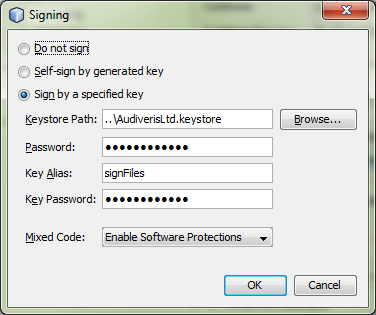 Signing
Do not sign
Self-sign by generated key
Sign by a specified key
Keystore Path: ..\AudiverisLtd.keystore Browse...
Password: ●●●●●●●●●●●●
Key Alias: signFiles
Key Password: ●●●●●●●●●●●●
Mixed Code: Enable Software Protections
OK Cancel